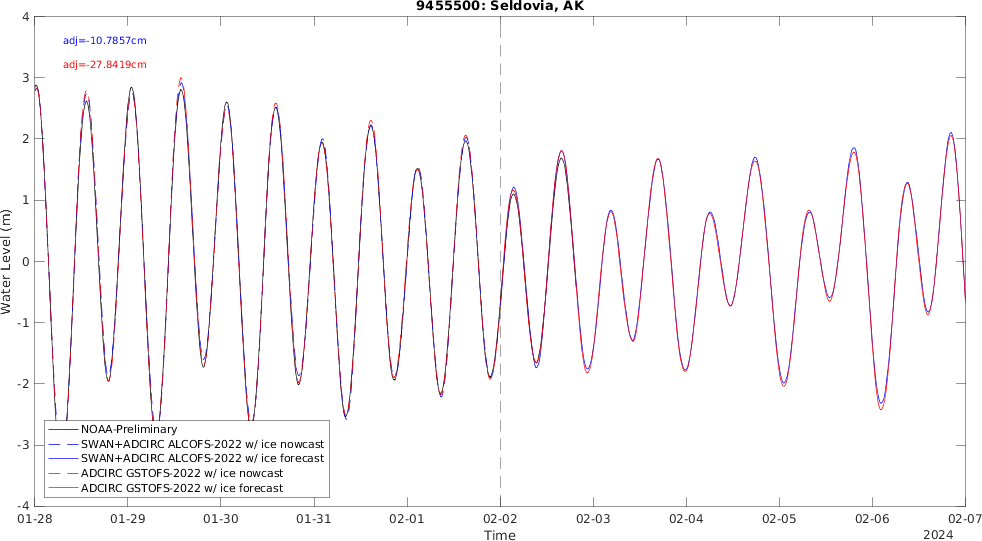 9455500: Seldovia, AK
adj=-10.7857cm
adj=-27.8419cm
4
3
2
1
0
-1
-2
-3
-4
Water Level (m)
NOAA-Preliminary
SWAN+ADCIRC ALCOFS-2022 w/ ice nowcast
SWAN+ADCIRC ALCOFS-2022 w/ ice forecast
ADCIRC GSTOFS-2022 w/ ice nowcast
ADCIRC GSTOFS-2022 w/ ice forecast
01-28 01-29 01-30 01-31 02-01 02-02 02-03 02-04 02-05 02-06 02-07
Time
2024